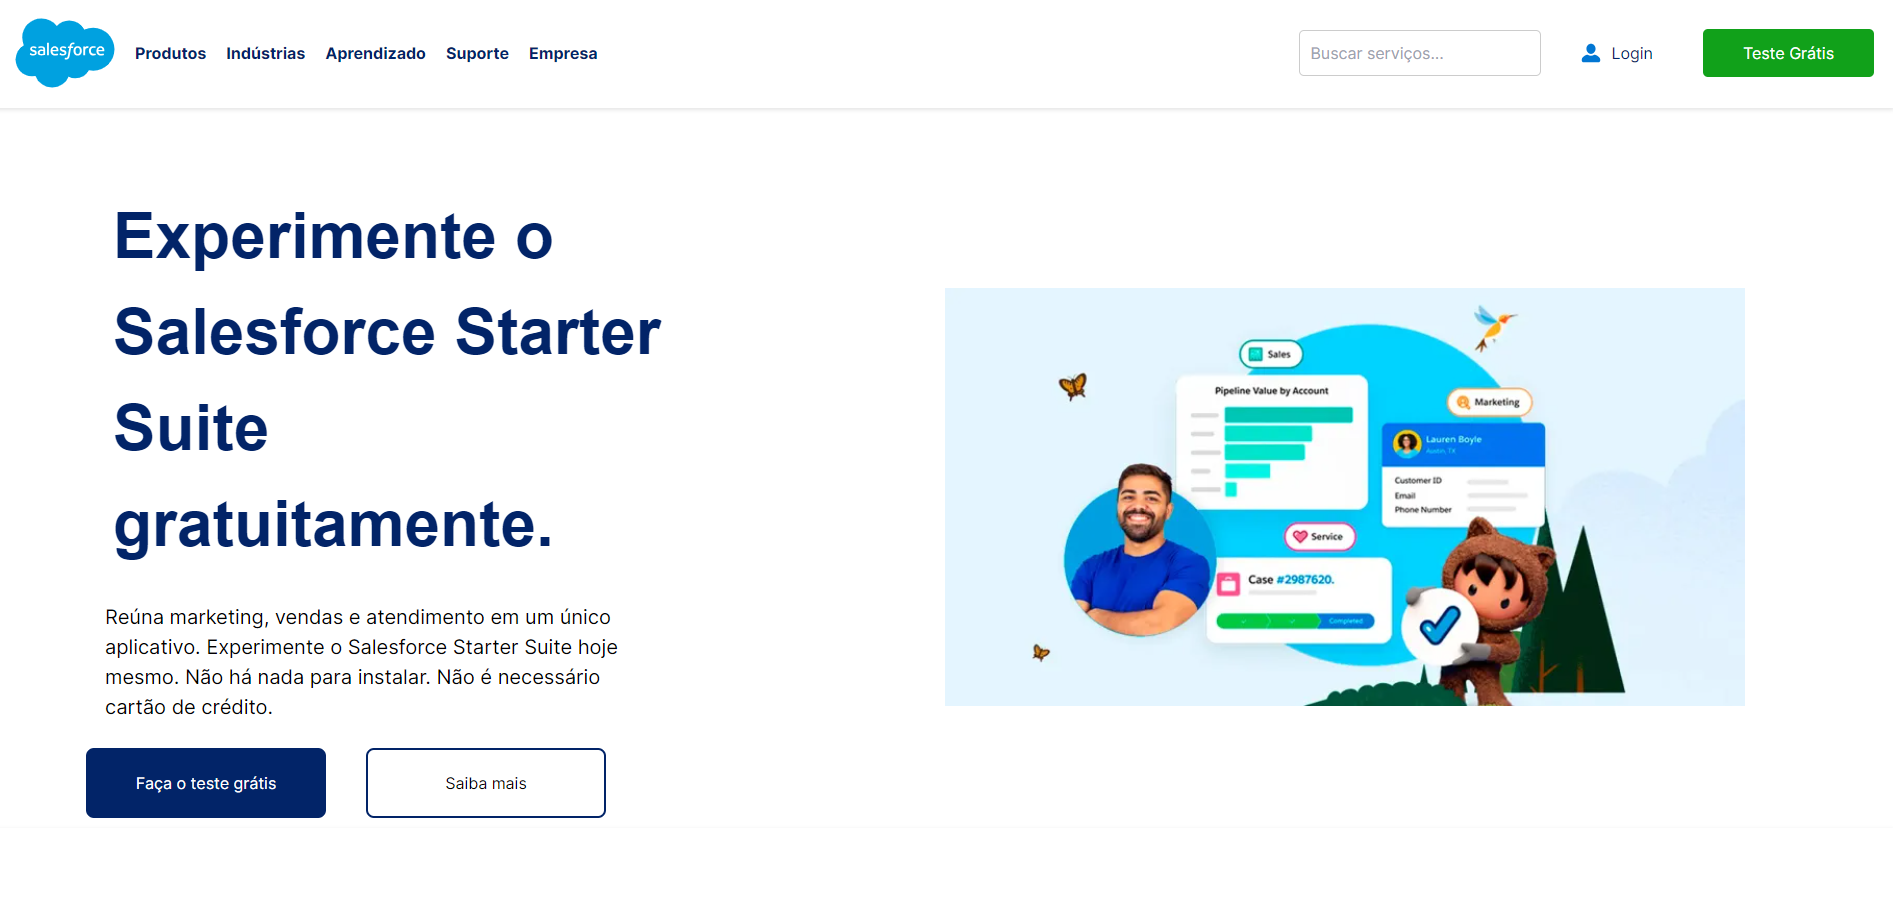 salesforce
Produtos Indústrias Aprendizado Suporte Empresa
Buscar serviços...
Login
Teste Grátis
Experimente o
Salesforce Starter
Suite
gratuitamente.
Reúna marketing, vendas e atendimento em um único
aplicativo. Experimente o Salesforce Starter Suite hoje
mesmo. Não há nada para instalar. Não é necessário
cartão de crédito.
Faça o teste grátis
Saiba mais
Sales
Pipeline Value by Account
Marketing
Lauren Boyle
Austin, TX
Customer ID
Email
Phone Number
Service
Case #2987620.
Completed